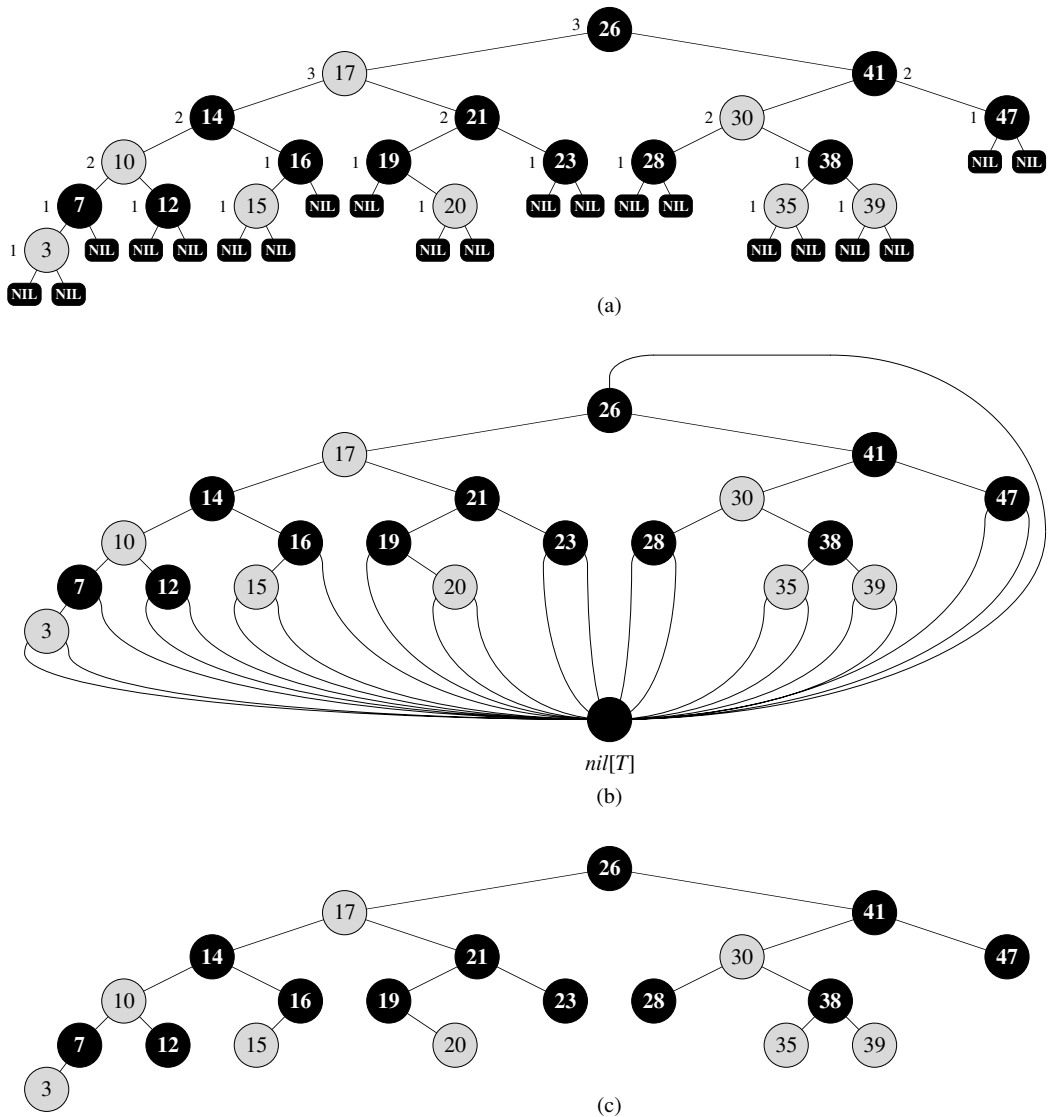 3 26
3 17 41 2
2 14 2 21 2 30 1 47
2 10 1 16 1 19 1 23 1 28 1 38 NIL NIL
1 7 1 12 1 15 NIL NIL 1 20 NIL NIL NIL NIL 1 35 1 39
1 3 NIL NIL NIL NIL NIL NIL NIL NIL NIL NIL NIL
NIL NIL
(a)
26
17 41
14 21 30 47
10 16 19 23 28 38
7 12 15 20 35 39
3
nil[T]
(b)
26
17 41
14 21 30 47
10 16 19 23 28 38
7 12 15 20 35 39
3
(c)